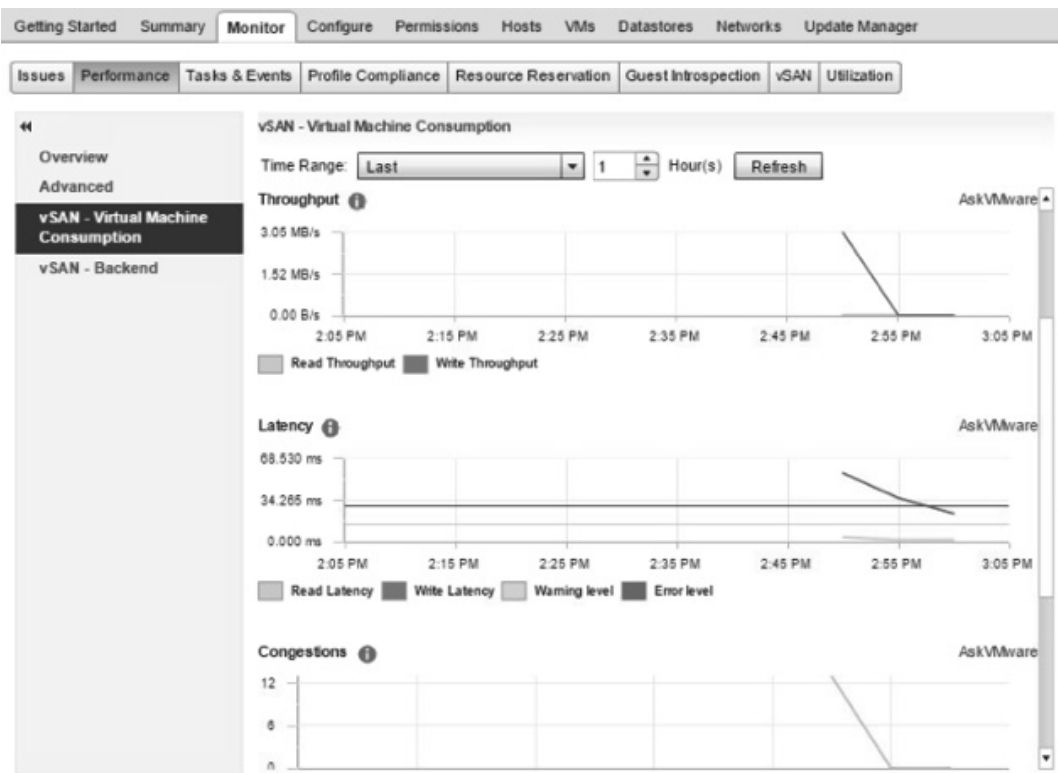 Getting Started Summary Monitor Configure Permissions Hosts VMs Datastores Networks Update Manager
Issues Performance Tasks & Events Profile Compliance Resource Reservation Guest Introspection vSAN Utilization
Overview
Advanced
vSAN - Virtual Machine
Consumption
vSAN - Backend
vSAN - Virtual Machine Consumption
Time Range: Last 1 Hour(s) Refresh
Throughput AskVMware
3.05 MB/s
1.52 MB/s
0.00 B/s
2:05 PM 2:15 PM 2:25 PM 2:35 PM 2:45 PM 2:55 PM 3:05 PM
Read Throughput Write Throughput
Latency AskVMware
68.530 ms
34.265 ms
0.000 ms
2:05 PM 2:15 PM 2:25 PM 2:35 PM 2:45 PM 2:55 PM 3:05 PM
Read Latency Write Latency Warning level Error level
Congestions AskVMware
12
6
0